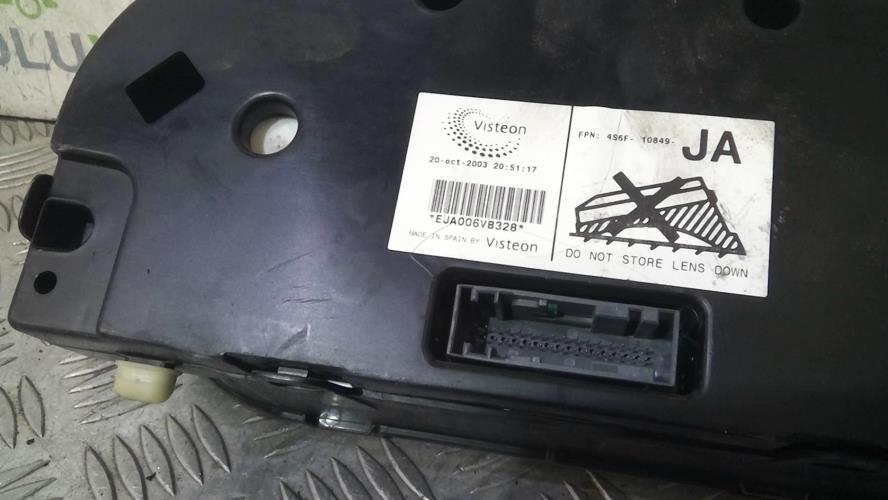 Visteon
20-oct-2003 20:51:17
*EJA006VB328*
MADE IN SPAIN BY Visteon
FPN: 4S6F- 10849- JA
DO NOT STORE LENS DOWN